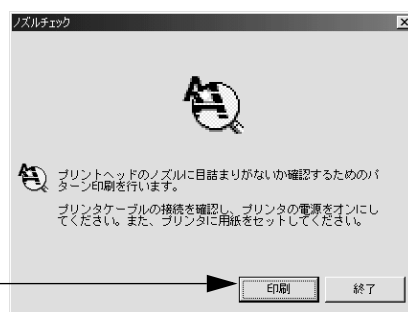 ノズルチェック
プリントヘッドのノズルに目詰まりがないか確認するためのパ
ターン印刷を行います。
プリンタケーブルの接続を確認し、プリンタの電源をオンにし
てください。また、プリンタに用紙をセットしてください。
印刷
終了